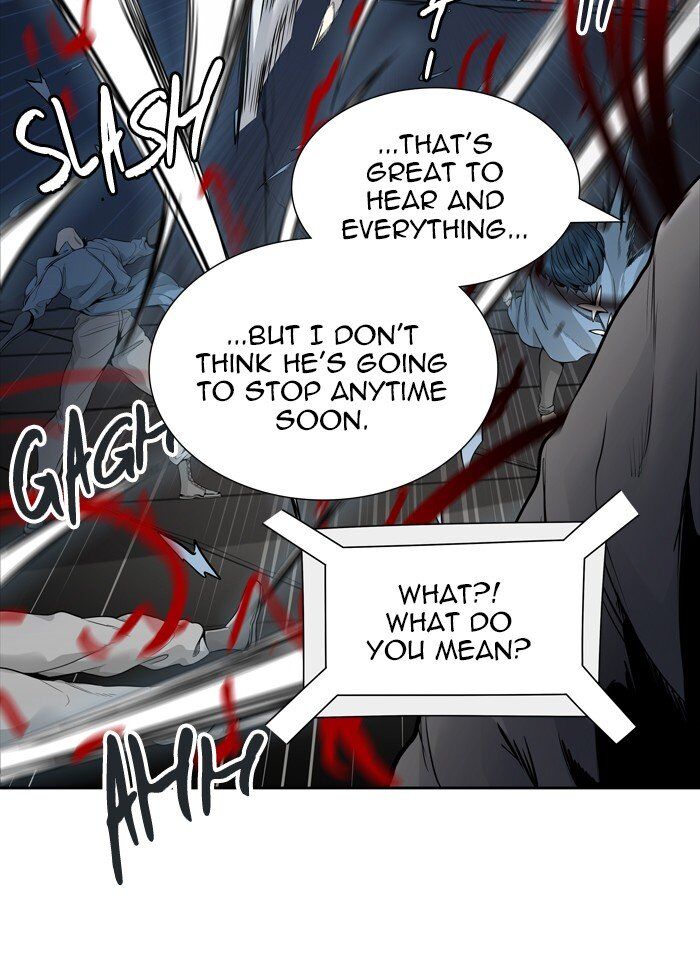 SLASH
...THAT'S
GREAT TO
HEAR AND
EVERYTHING...
...BUT I DON'T
THINK HE'S GOING
TO STOP ANYTIME
SOON.
GAGH
WHAT?!
WHAT DO
YOU MEAN?
AHH